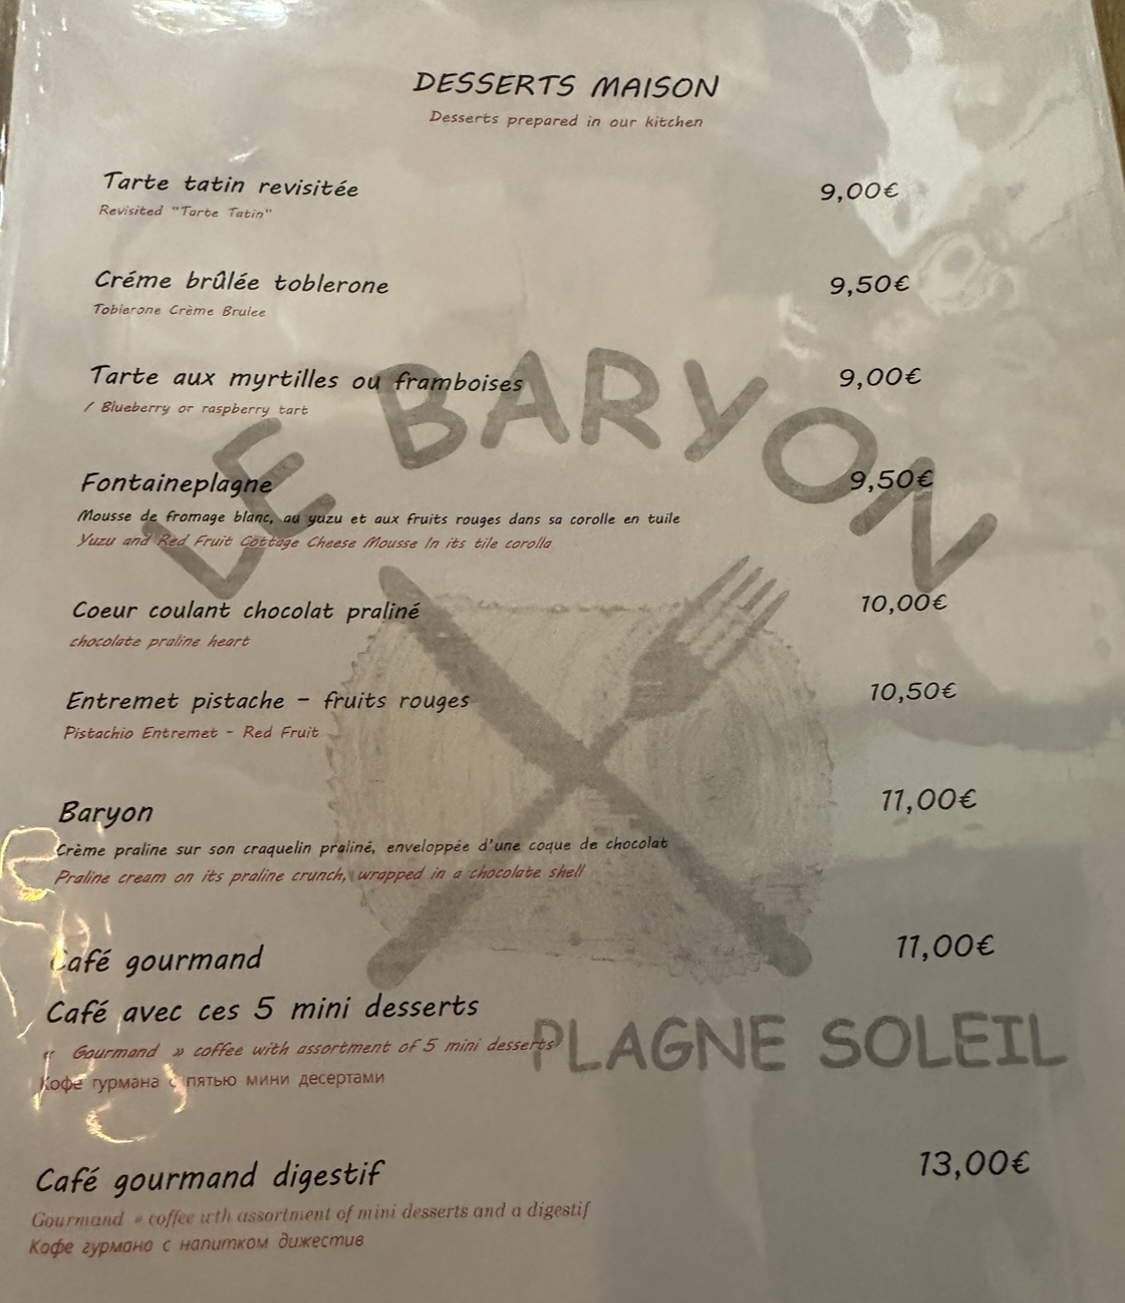 DESSERTS MAISON
Desserts prepared in our kitchen
Tarte tatin revisitée 9,00€
Revisited "Tarte Tatin"
Créme brûlée toblerone 9,50€
Toblerone Crème Brulee
Tarte aux myrtilles ou framboises 9,00€
/ Blueberry or raspberry tart
LE BARYON
Fontaineplagne 9,50€
Mousse de fromage blanc, au yuzu et aux fruits rouges dans sa corolle en tuile
Yuzu and Red Fruit Cottage Cheese Mousse In its tile corolla
Coeur coulant chocolat praliné 10,00€
chocolate praline heart
Entremet pistache - fruits rouges 10,50€
Pistachio Entremet - Red Fruit
Baryon 11,00€
Crème praline sur son craquelin praliné, enveloppée d'une coque de chocolat
Praline cream on its praline crunch, wrapped in a chocolate shell
Café gourmand 11,00€
Café avec ces 5 mini desserts
« Gourmand » coffee with assortment of 5 mini desserts
PLAGNE SOLEIL
Кофе гурмана с пятью мини десертами
Café gourmand digestif 13,00€
Gourmand » coffee wth assortment of mini desserts and a digestif
Кофе гурмана с напитком дижестив